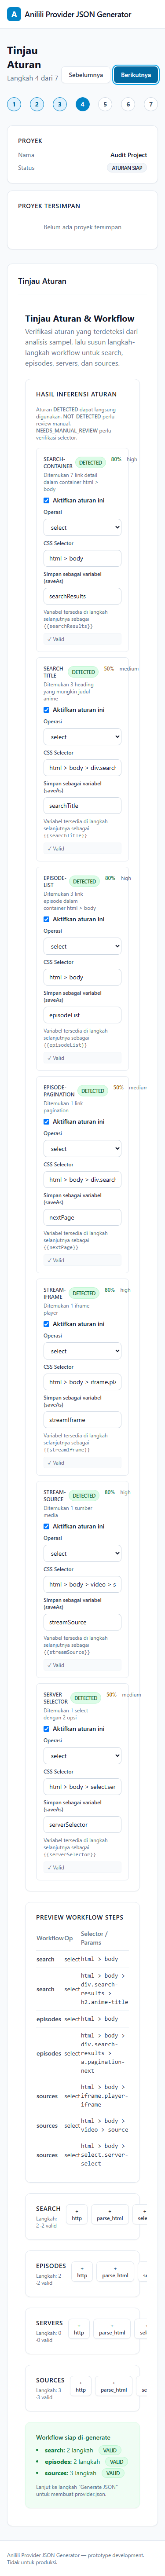 A Anilili Provider JSON Generator
Tinjau
Aturan
Langkah 4 dari 7
Sebelumnya
Berikutnya
1 2 3 4 5 6 7
PROYEK
Nama Audit Project
Status ATURAN SIAP
PROYEK TERSIMPAN
Belum ada proyek tersimpan
Tinjau Aturan
Tinjau Aturan & Workflow
Verifikasi aturan yang terdeteksi dari
analisis sampel, lalu susun langkah-
langkah workflow untuk search,
episodes, servers, dan sources.
HASIL INFERENSI ATURAN
Aturan DETECTED dapat langsung
digunakan. NOT_DETECTED perlu
review manual.
NEEDS_MANUAL_REVIEW perlu
verifikasi selector.
SEARCH-
CONTAINER DETECTED 80% high
Ditemukan 7 link detail
dalam container html >
body
Aktifkan aturan ini
Operasi
select
CSS Selector
html > body
Simpan sebagai variabel
(saveAs)
searchResults
Variabel tersedia di langkah
selanjutnya sebagai
{{searchResults}}
✓ Valid
SEARCH-
TITLE DETECTED 50% medium
Ditemukan 3 heading
yang mungkin judul
anime
Aktifkan aturan ini
Operasi
select
CSS Selector
html > body > div.search
Simpan sebagai variabel
(saveAs)
searchTitle
Variabel tersedia di langkah
selanjutnya sebagai
{{searchTitle}}
✓ Valid
EPISODE-
LIST DETECTED 80% high
Ditemukan 3 link
episode dalam
container html > body
Aktifkan aturan ini
Operasi
select
CSS Selector
html > body
Simpan sebagai variabel
(saveAs)
episodeList
Variabel tersedia di langkah
selanjutnya sebagai
{{episodeList}}
✓ Valid
EPISODE-
PAGINATION DETECTED 50% medium
Ditemukan 1 link
pagination
Aktifkan aturan ini
Operasi
select
CSS Selector
html > body > div.search
Simpan sebagai variabel
(saveAs)
nextPage
Variabel tersedia di langkah
selanjutnya sebagai
{{nextPage}}
✓ Valid
STREAM-
IFRAME DETECTED 80% high
Ditemukan 1 iframe
player
Aktifkan aturan ini
Operasi
select
CSS Selector
html > body > iframe.pla
Simpan sebagai variabel
(saveAs)
streamIframe
Variabel tersedia di langkah
selanjutnya sebagai
{{streamIframe}}
✓ Valid
STREAM-
SOURCE DETECTED 80% high
Ditemukan 1 sumber
media
Aktifkan aturan ini
Operasi
select
CSS Selector
html > body > video > s
Simpan sebagai variabel
(saveAs)
streamSource
Variabel tersedia di langkah
selanjutnya sebagai
{{streamSource}}
✓ Valid
SERVER-
SELECTOR DETECTED 50% medium
Ditemukan 1 select
dengan 2 opsi
Aktifkan aturan ini
Operasi
select
CSS Selector
html > body > select.ser
Simpan sebagai variabel
(saveAs)
serverSelector
Variabel tersedia di langkah
selanjutnya sebagai
{{serverSelector}}
✓ Valid
PREVIEW WORKFLOW STEPS
Workflow Op Selector /
Params
search select html > body
search select html >
body >
div.search-
results >
h2.anime-title
episodes select html > body
episodes select html > body >
div.search-
results >
a.pagination-
next
sources select html > body >
iframe.player-
iframe
sources select html > body >
video > source
sources select html > body >
select.server-
select
SEARCH
Langkah:
2 -2 valid
+
http
+
parse_html
+
sele
EPISODES
Langkah: 2
-2 valid
+
http
+
parse_html
SERVERS
Langkah: 0
-0 valid
+
http
+
parse_html
+
sel
SOURCES
Langkah: 3
-3 valid
+
http
+
parse_html
Workflow siap di-generate
• search: 2 langkah VALID
• episodes: 2 langkah VALID
• sources: 3 langkah VALID
Lanjut ke langkah "Generate JSON"
untuk membuat provider.json.
Anilili Provider JSON Generator — prototype development.
Tidak untuk produksi.